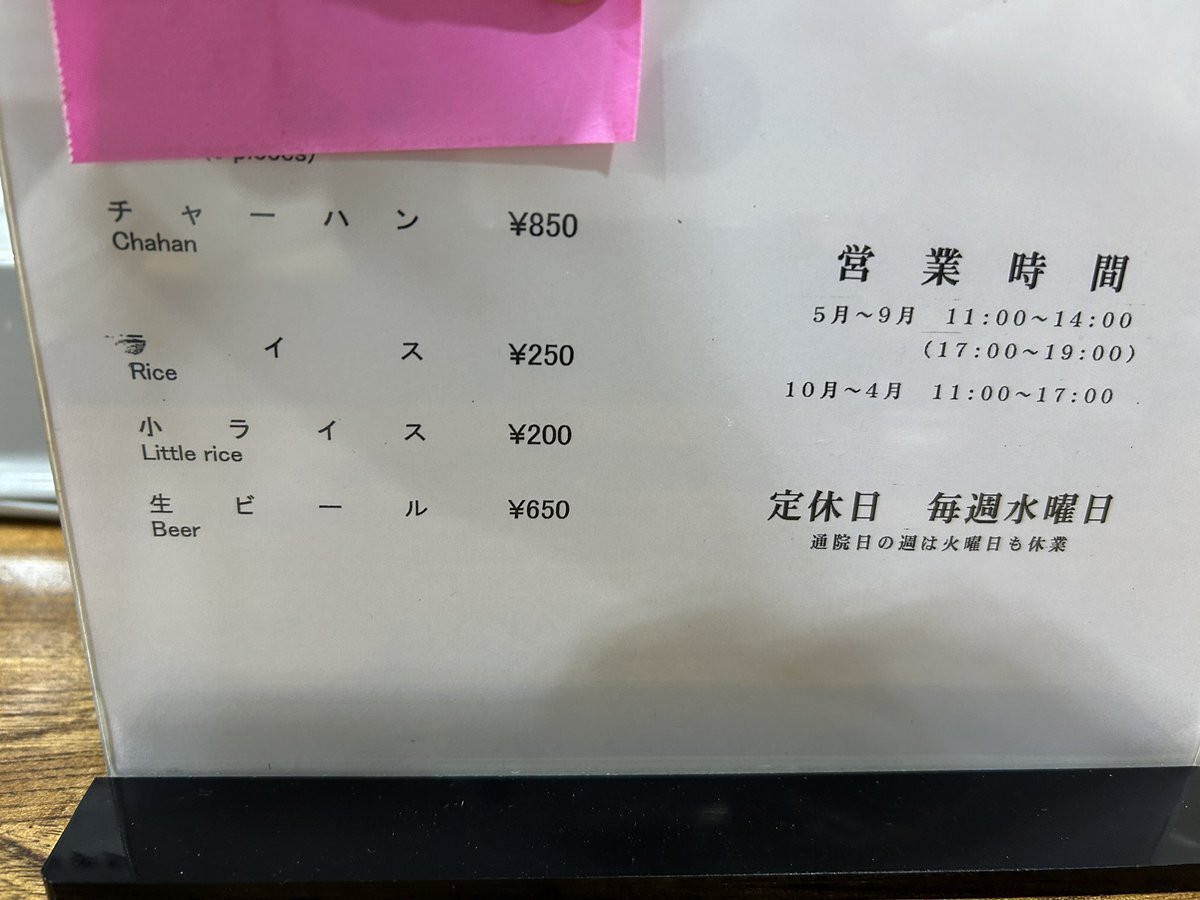 チャーハン ¥850
Chahan
ライス ¥250
Rice
小ライス ¥200
Little rice
生ビール ¥650
Beer
営業時間
5月~9月 11:00~14:00
(17:00~19:00)
10月~4月 11:00~17:00
定休日 毎週水曜日
通院日の週は火曜日も休業